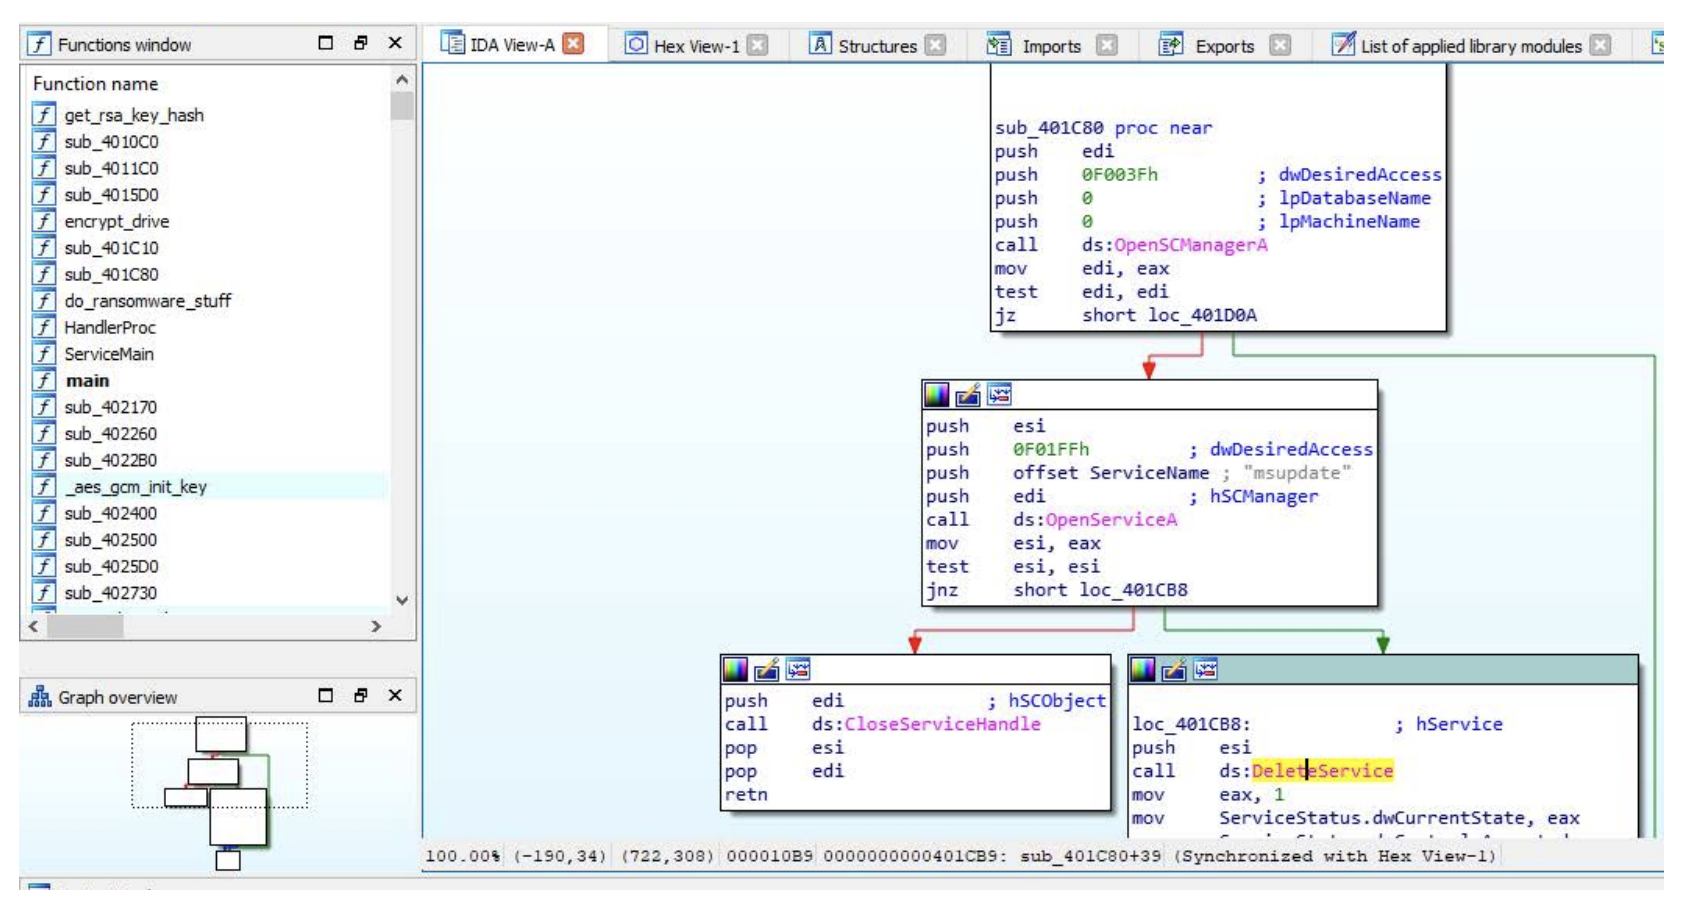 Functions window
IDA View-A
Hex View-1
Structures
Imports
Exports
List of applied library modules
Function name
get_rsa_key_hash
sub_4010C0
sub_4011C0
sub_4015D0
encrypt_drive
sub_401C10
sub_401C80
do_ransomware_stuff
HandlerProc
ServiceMain
main
sub_402170
sub_402260
sub_4022B0
_aes_gcm_init_key
sub_402400
sub_402500
sub_4025D0
sub_402730
Graph overview
sub_401C80 proc near
push edi
push 0F003Fh ; dwDesiredAccess
push 0 ; lpDatabaseName
push 0 ; lpMachineName
call ds:OpenSCManagerA
mov edi, eax
test edi, edi
jz short loc_401D0A
push esi
push 0F01FFh ; dwDesiredAccess
push offset ServiceName ; "msupdate"
push edi ; hSCManager
call ds:OpenServiceA
mov esi, eax
test esi, esi
jnz short loc_401CB8
push edi ; hSCObject
call ds:CloseServiceHandle
pop esi
pop edi
retn
loc_401CB8: ; hService
push esi
call ds:DeleteService
mov eax, 1
mov ServiceStatus.dwCurrentState, eax
100.00% (-190,34) (722,308) 000010B9 0000000000401CB9: sub_401C80+39 (Synchronized with Hex View-1)